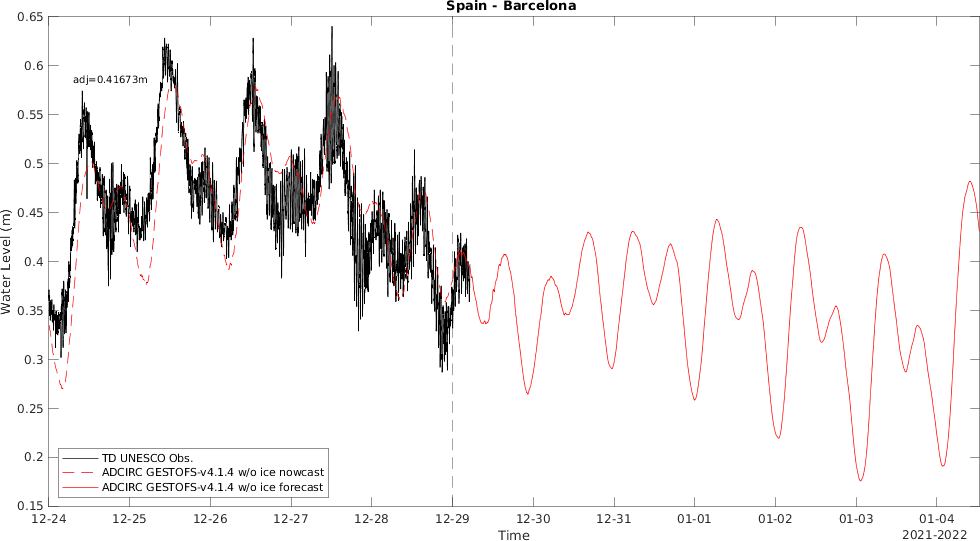 Spain - Barcelona
adj=0.41673m
Water Level (m)
0.65
0.6
0.55
0.5
0.45
0.4
0.35
0.3
0.25
0.2
0.15
TD UNESCO Obs.
ADCIRC GESTOFS-v4.1.4 w/o ice nowcast
ADCIRC GESTOFS-v4.1.4 w/o ice forecast
12-24 12-25 12-26 12-27 12-28 12-29 12-30 12-31 01-01 01-02 01-03 01-04
Time
2021-2022